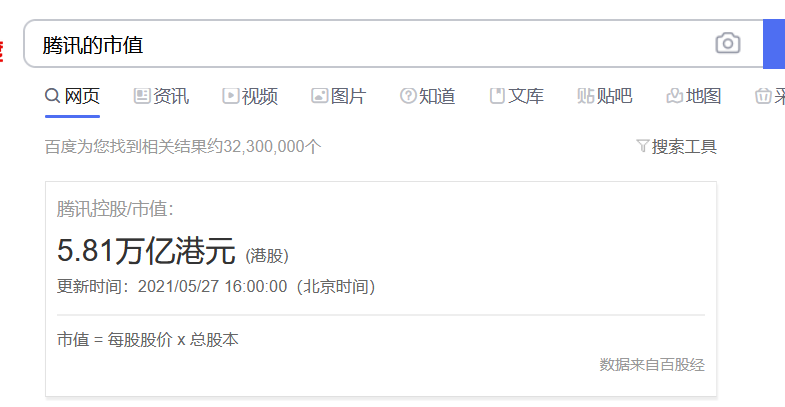 腾讯的市值
网页 资讯 视频 图片 知道 文库 贴吧 地图
百度为您找到相关结果约32,300,000个 搜索工具
腾讯控股/市值：
5.81万亿港元 (港股)
更新时间：2021/05/27 16:00:00（北京时间）
市值 = 每股股价 x 总股本
数据来自百股经